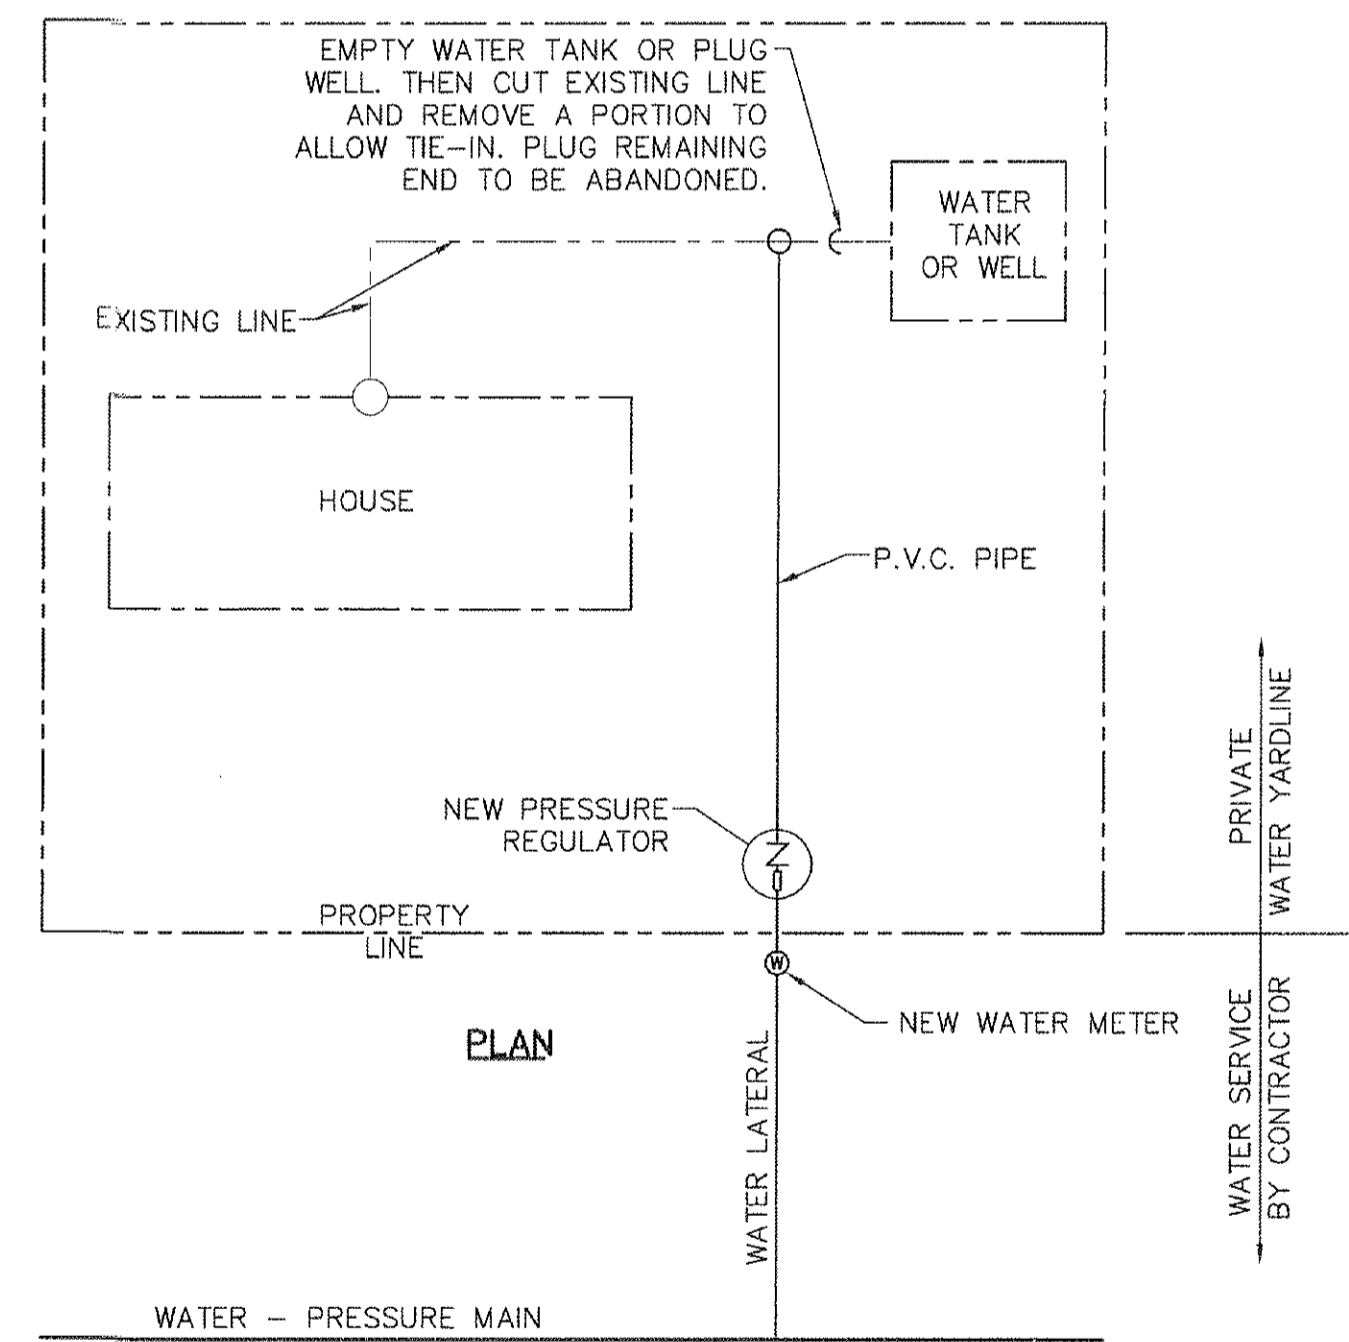 EMPTY WATER TANK OR PLUG
WELL. THEN CUT EXISTING LINE
AND REMOVE A PORTION TO
ALLOW TIE-IN. PLUG REMAINING
END TO BE ABANDONED.
WATER
TANK
OR WELL
EXISTING LINE
HOUSE
P.V.C. PIPE
NEW PRESSURE
REGULATOR
PRIVATE
WATER YARDLINE
PROPERTY
LINE
W
NEW WATER METER
PLAN
WATER LATERAL
WATER SERVICE
BY CONTRACTOR
WATER - PRESSURE MAIN